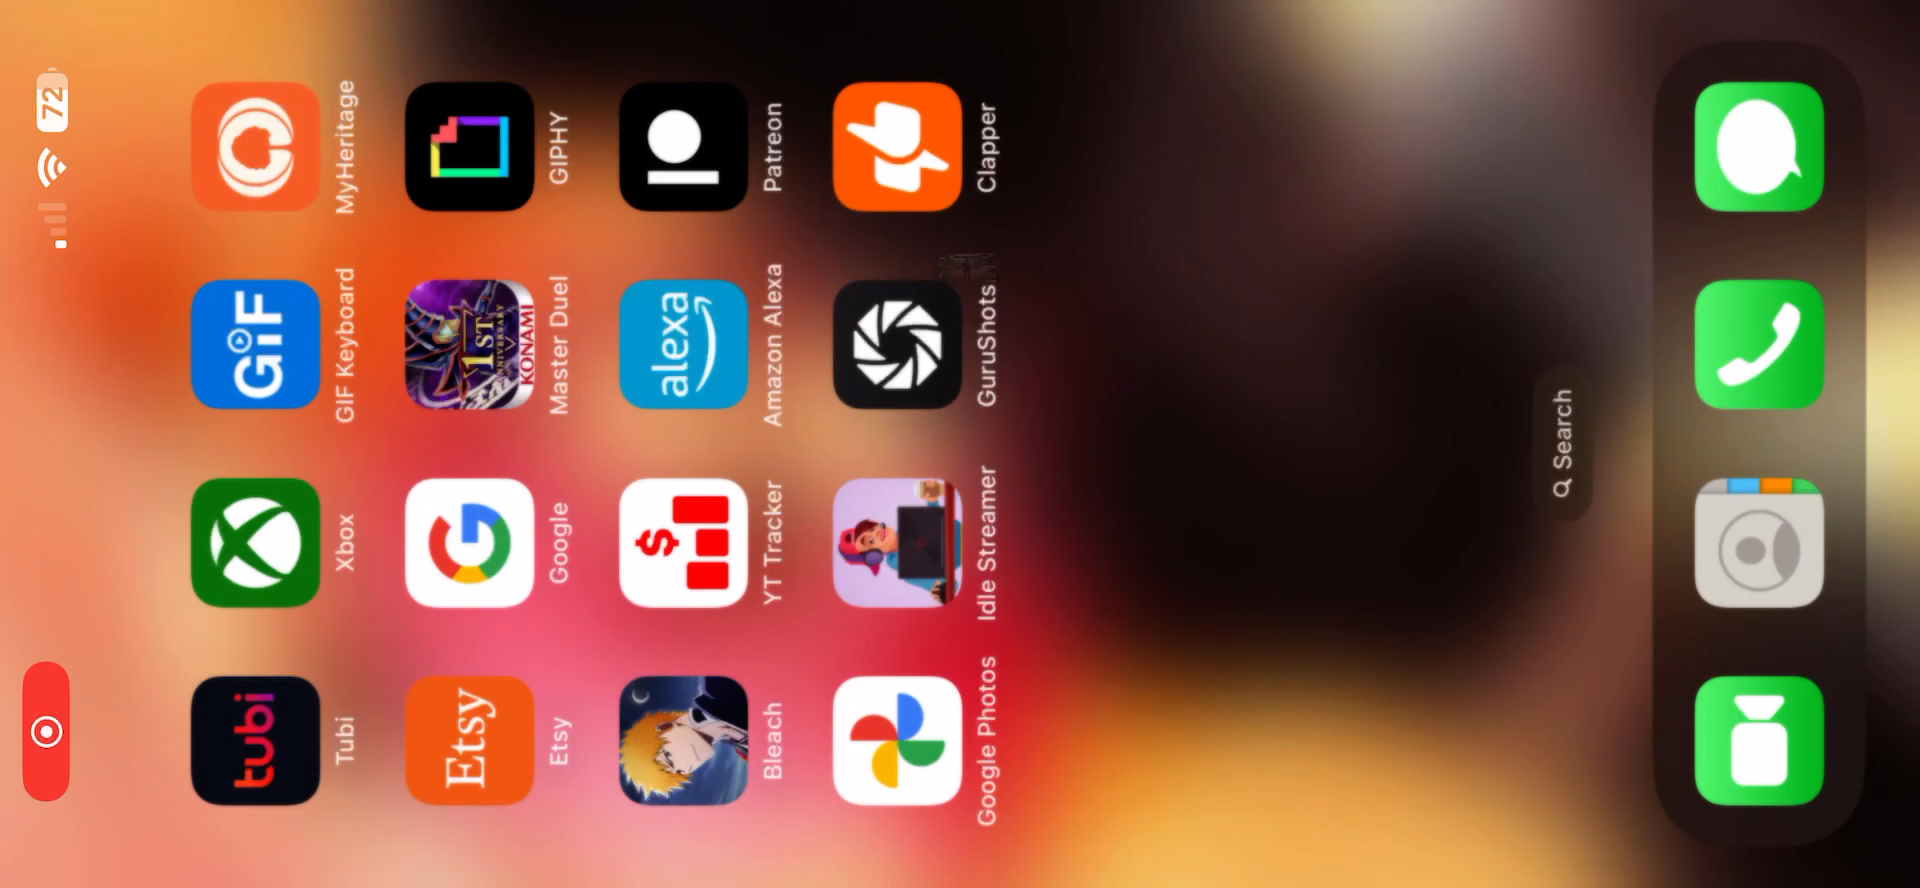 72
tubi
Tubi
Xbox
GIF
GIF Keyboard
MyHeritage
Etsy
Etsy
Google
1ST
ANNIVERSARY
KONAMI
Master Duel
GIPHY
Bleach
$
YT Tracker
alexa
Amazon Alexa
Patreon
Google Photos
Idle Streamer
GuruShots
Clapper
Search